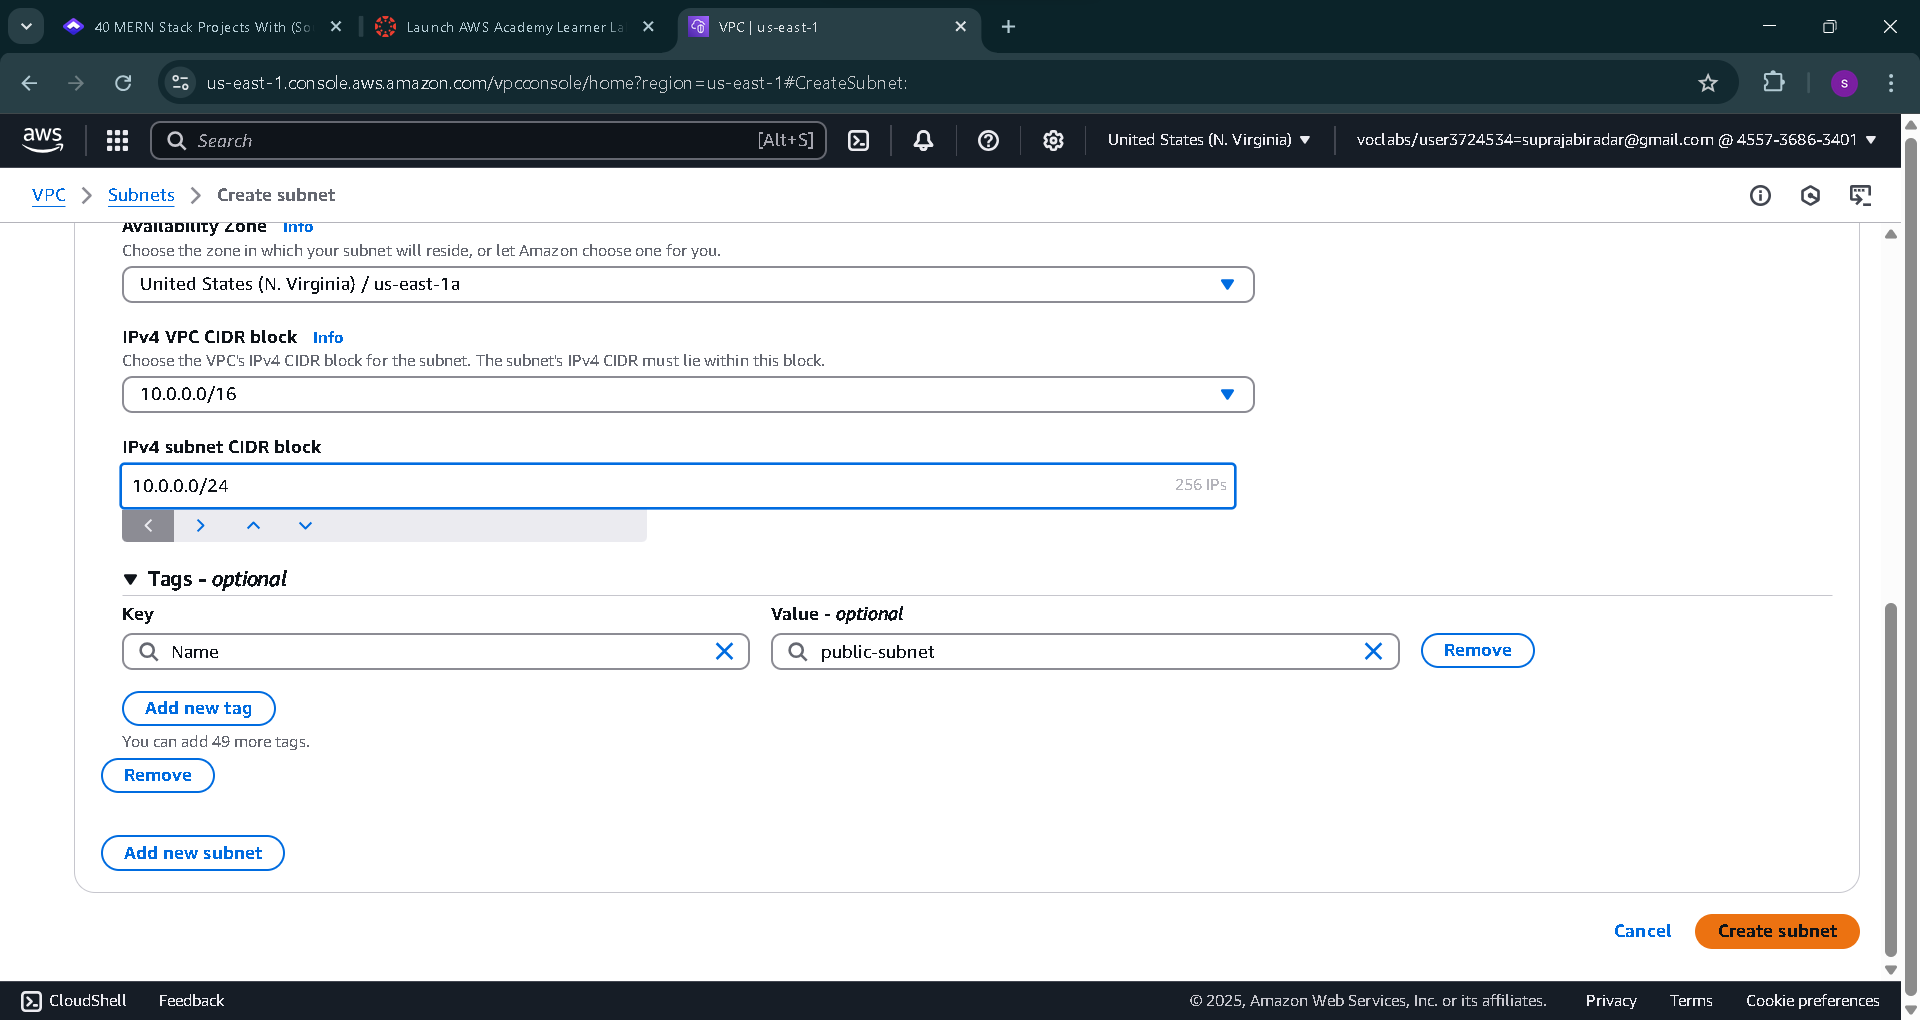 40 MERN Stack Projects With (So
Launch AWS Academy Learner La
VPC | us-east-1
us-east-1.console.aws.amazon.com/vpcconsole/home?region=us-east-1#CreateSubnet:
S
aws
Search
[Alt+S]
United States (N. Virginia)
voclabs/user3724534=suprajabiradar@gmail.com @ 4557-3686-3401
VPC
Subnets
Create subnet
Availability Zone Info
Choose the zone in which your subnet will reside, or let Amazon choose one for you.
United States (N. Virginia) / us-east-1a
IPv4 VPC CIDR block Info
Choose the VPC's IPv4 CIDR block for the subnet. The subnet's IPv4 CIDR must lie within this block.
10.0.0.0/16
IPv4 subnet CIDR block
10.0.0.0/24
256 IPs
Tags - optional
Key
Value - optional
Name
public-subnet
Remove
Add new tag
You can add 49 more tags.
Remove
Add new subnet
Cancel
Create subnet
CloudShell
Feedback
© 2025, Amazon Web Services, Inc. or its affiliates.
Privacy
Terms
Cookie preferences